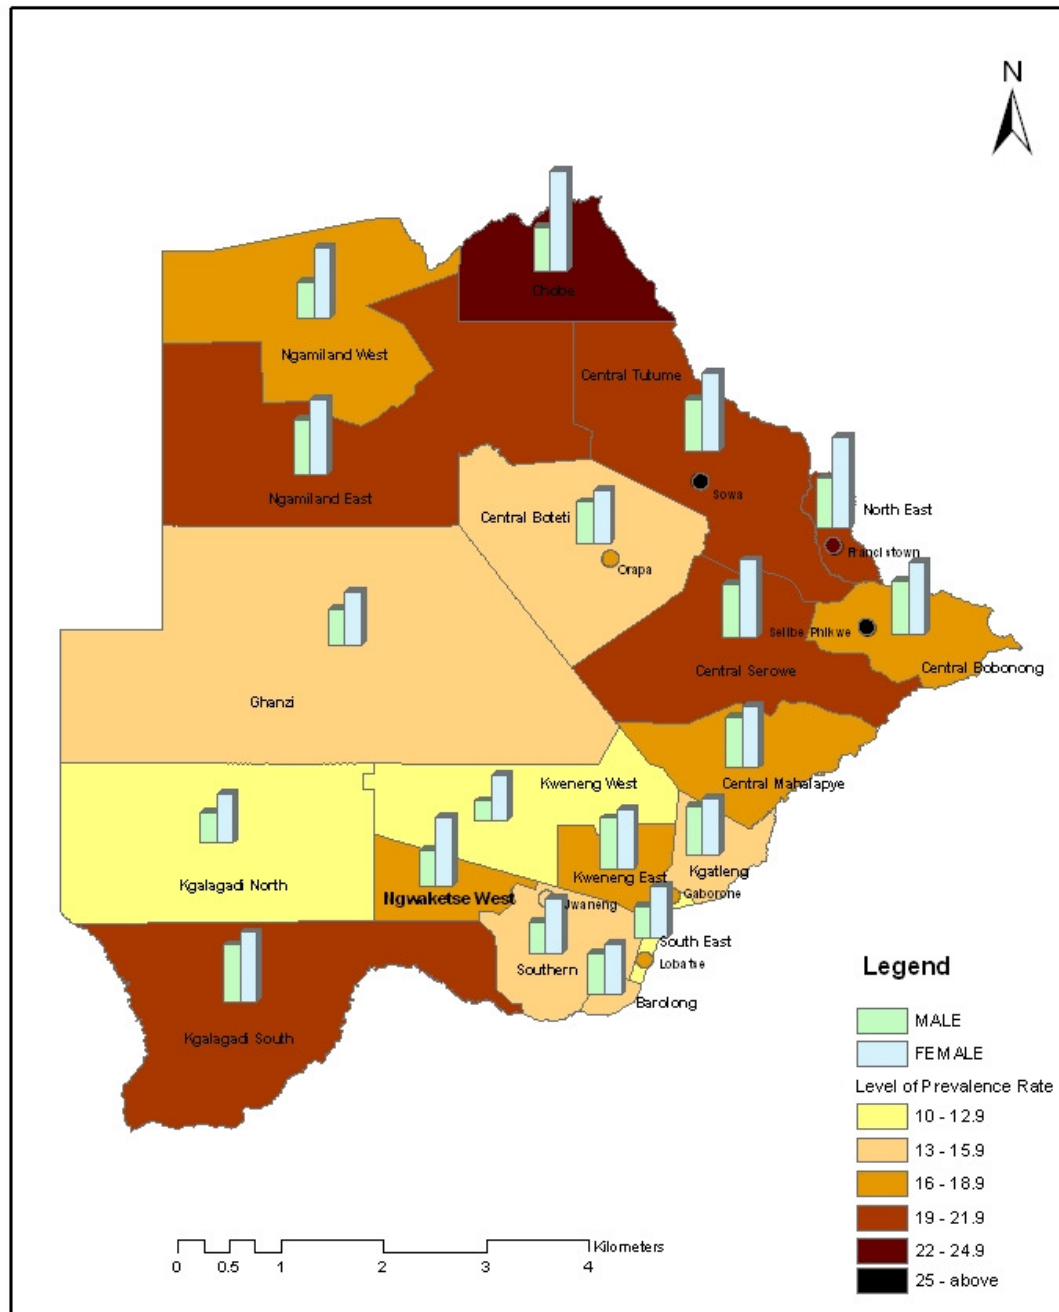 N
Chobe
Ngamiland West
Central Tutume
Ngamiland East
Sowa
Central Boteti
North East
Orapa
Francistown
Selibe Phikwe
Central Bobonong
Central Serowe
Ghanzi
Kweneng West
Central Mahalapye
Kgalagadi North
Kweneng East
Kgatleng
Ngwaketse West
Jwaneng
Gaborone
South East
Southern
Lobatse
Barolong
Kgalagadi South
Legend
MALE
FEMALE
Level of Prevalence Rate
10 - 12.9
13 - 15.9
16 - 18.9
19 - 21.9
22 - 24.9
25 - above
Kilometers
0 0.5 1 2 3 4